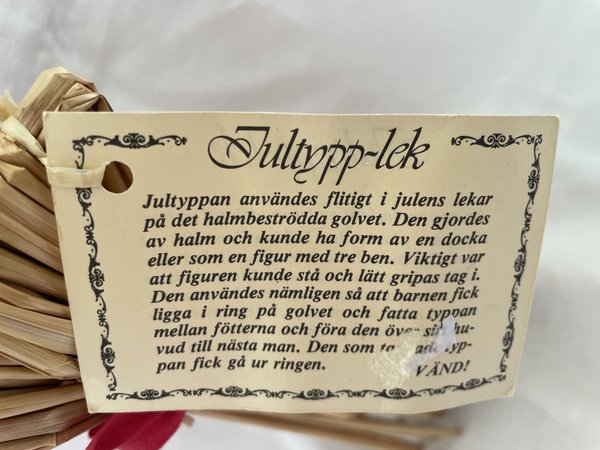 Jultypp-lek
Jultyppan användes flitigt i julens lekar
på det halmbeströdda golvet. Den gjordes
av halm och kunde ha form av en docka
eller som en figur med tre ben. Viktigt var
att figuren kunde stå och lätt gripas tag i.
Den användes nämligen så att barnen fick
ligga i ring på golvet och fatta typpan
mellan fötterna och föra den över sitt hu-
vud till nästa man. Den som typ-
pan fick gå ur ringen.
VÄND!